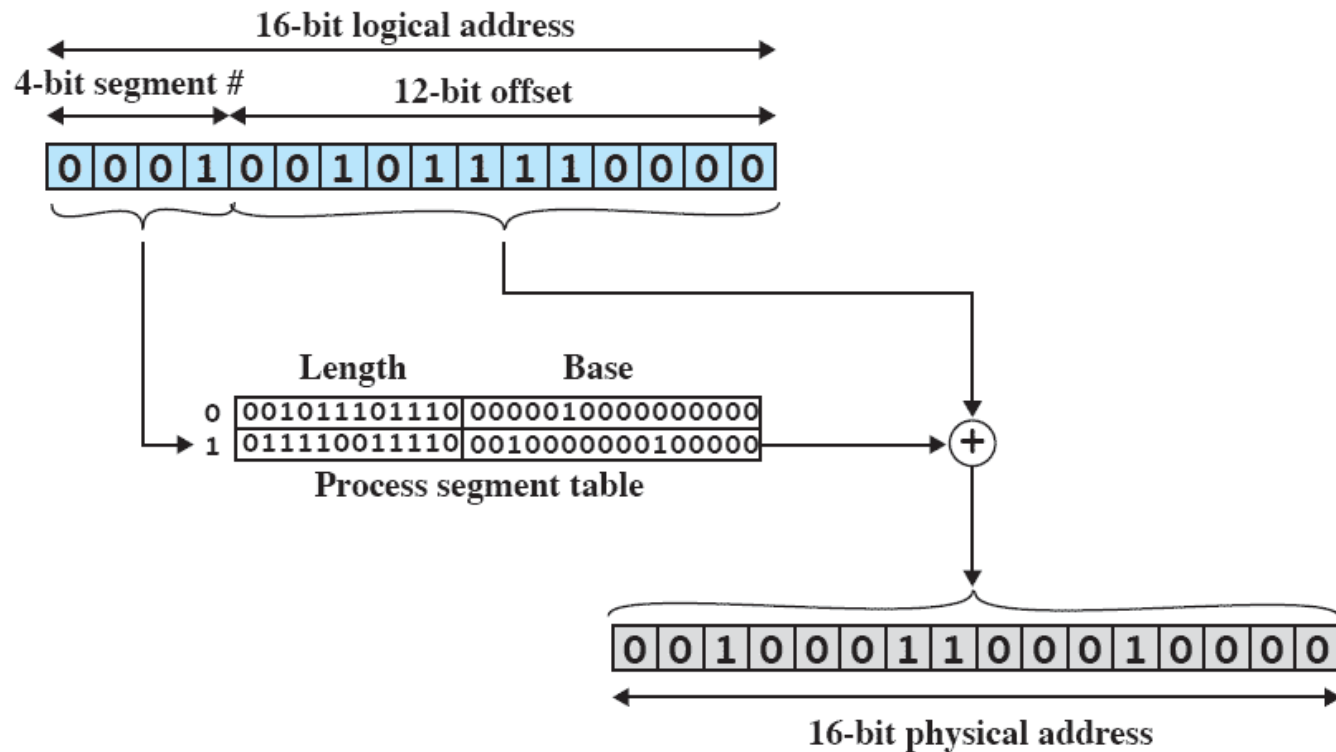 16-bit logical address
4-bit segment # 12-bit offset
0 0 0 1 0 0 1 0 1 1 1 1 0 0 0 0
Length Base
0 001011101110 0000010000000000
1 011110011110 0010000000100000
+
Process segment table
0 0 1 0 0 0 1 1 0 0 0 1 0 0 0 0
16-bit physical address